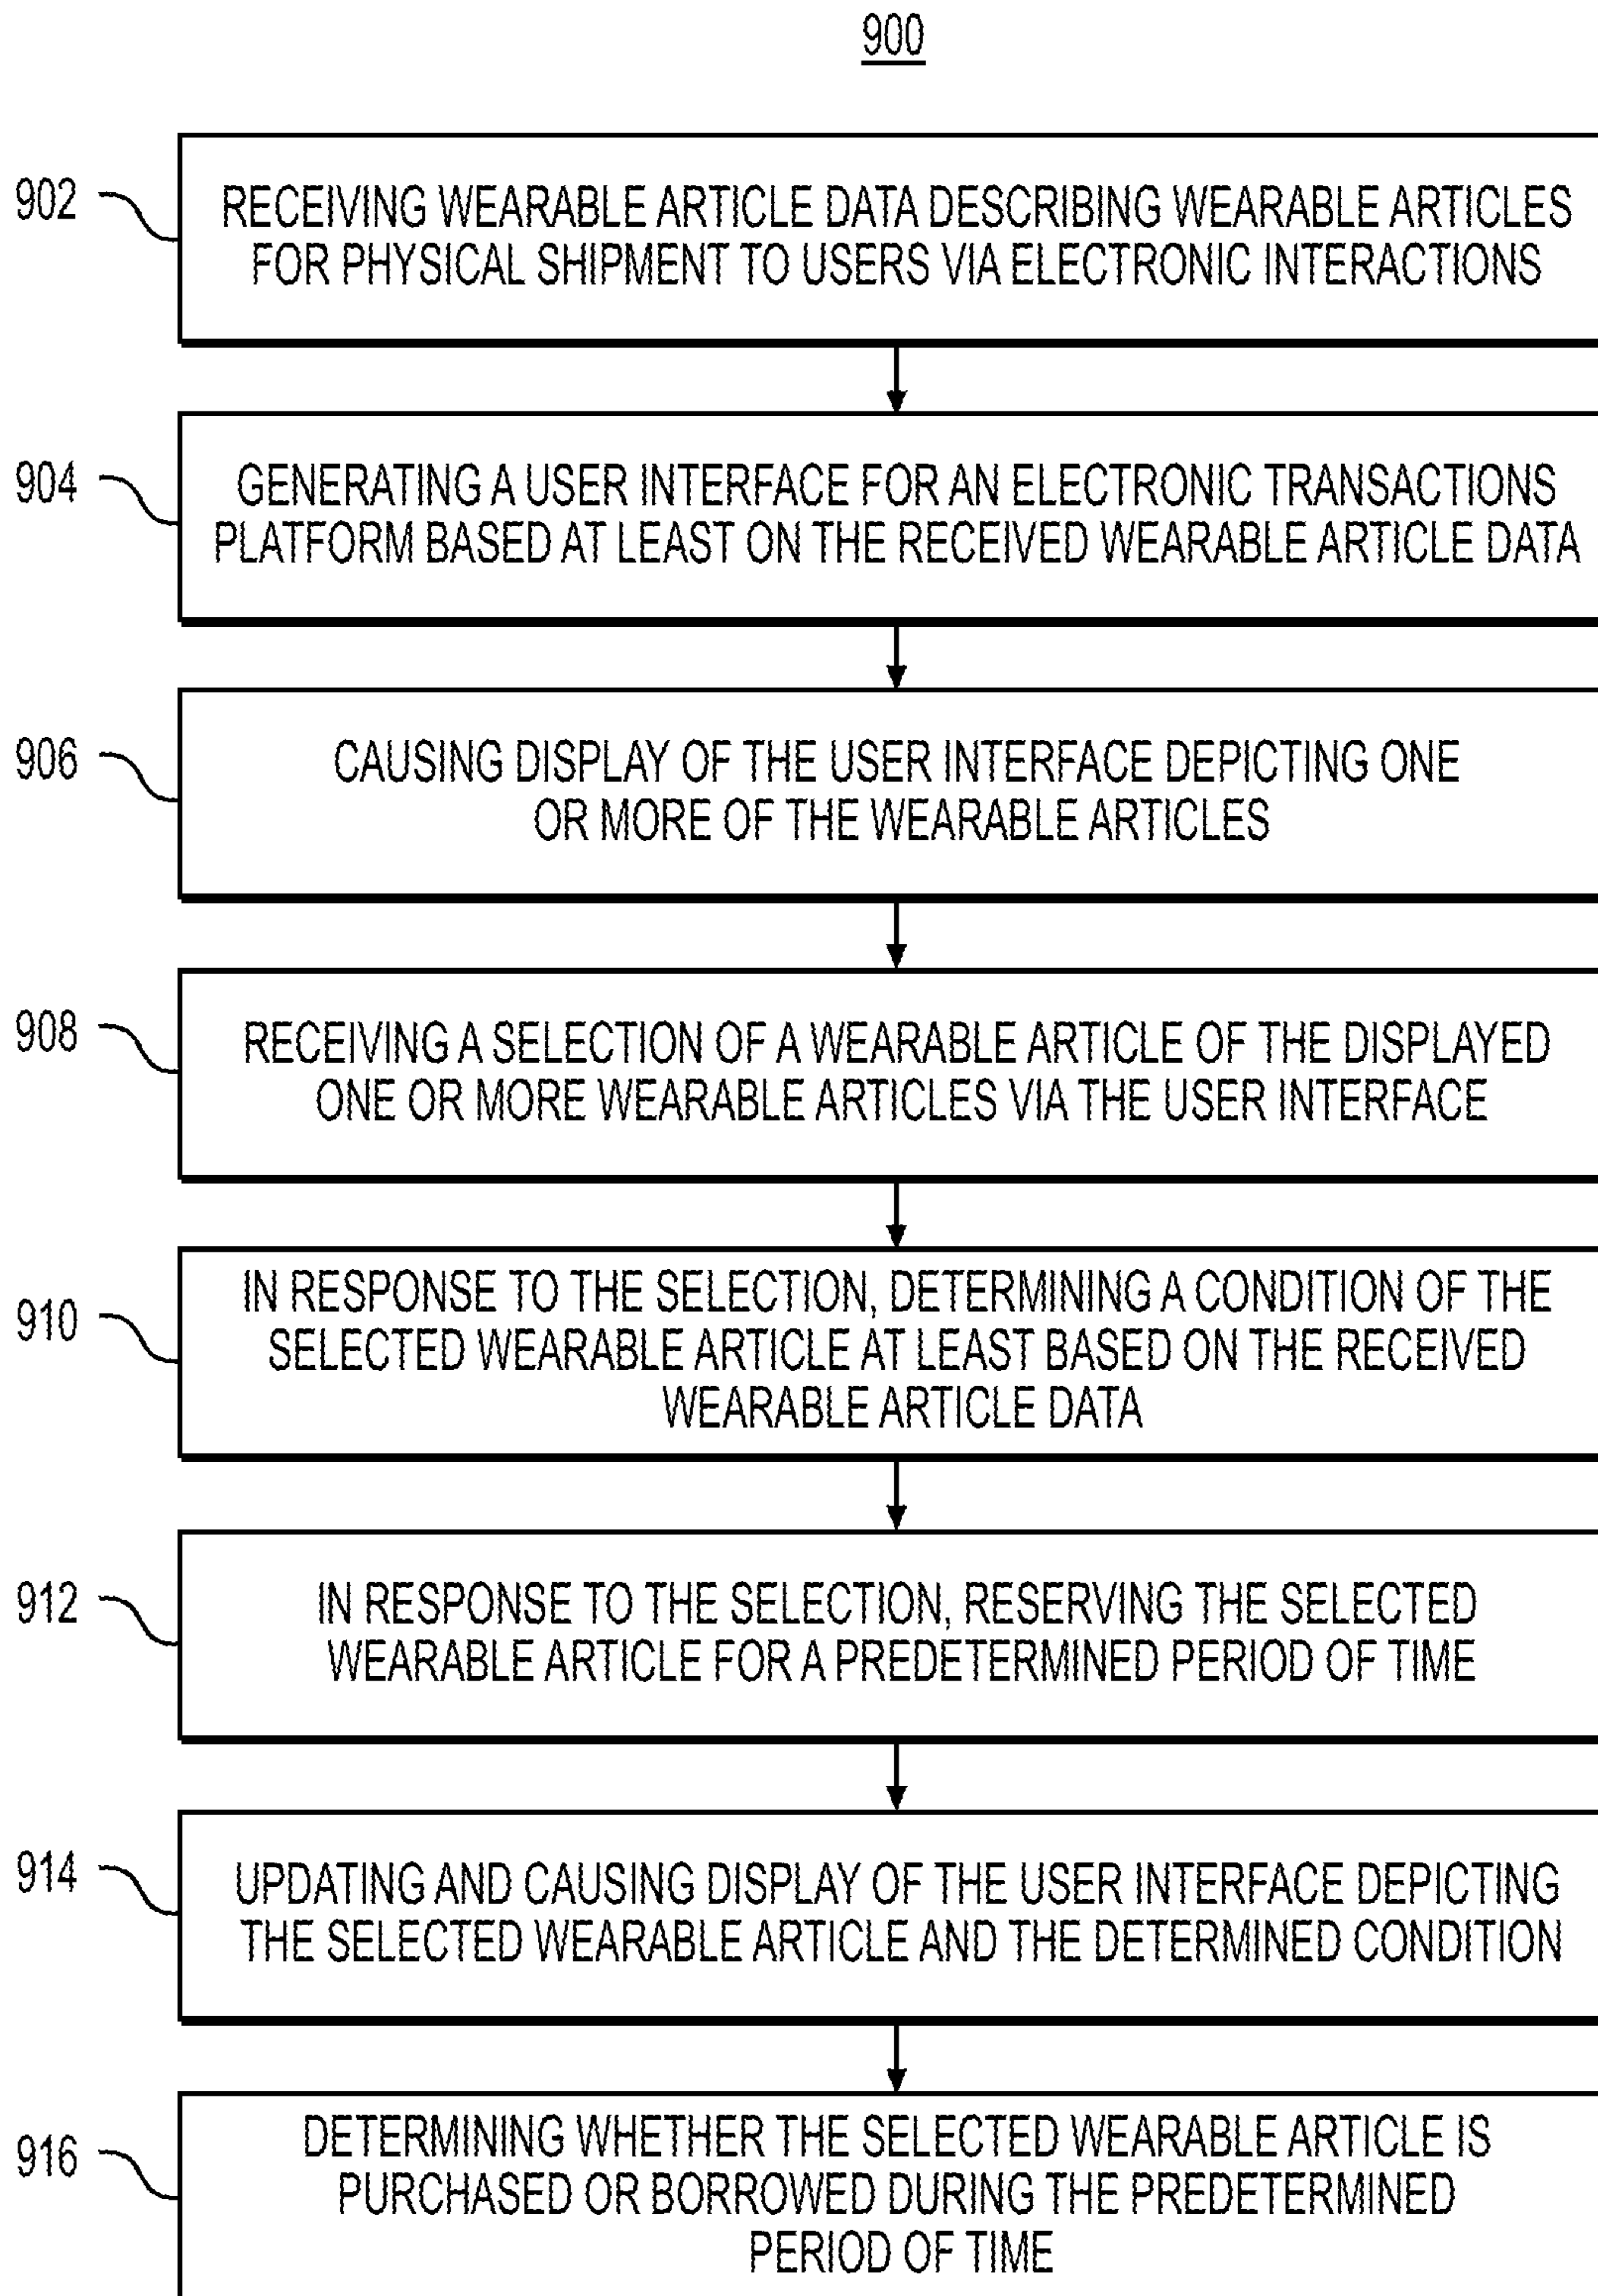 900
902
RECEIVING WEARABLE ARTICLE DATA DESCRIBING WEARABLE ARTICLES
FOR PHYSICAL SHIPMENT TO USERS VIA ELECTRONIC INTERACTIONS
904
GENERATING A USER INTERFACE FOR AN ELECTRONIC TRANSACTIONS
PLATFORM BASED AT LEAST ON THE RECEIVED WEARABLE ARTICLE DATA
906
CAUSING DISPLAY OF THE USER INTERFACE DEPICTING ONE
OR MORE OF THE WEARABLE ARTICLES
908
RECEIVING A SELECTION OF A WEARABLE ARTICLE OF THE DISPLAYED
ONE OR MORE WEARABLE ARTICLES VIA THE USER INTERFACE
910
IN RESPONSE TO THE SELECTION, DETERMINING A CONDITION OF THE
SELECTED WEARABLE ARTICLE AT LEAST BASED ON THE RECEIVED
WEARABLE ARTICLE DATA
912
IN RESPONSE TO THE SELECTION, RESERVING THE SELECTED
WEARABLE ARTICLE FOR A PREDETERMINED PERIOD OF TIME
914
UPDATING AND CAUSING DISPLAY OF THE USER INTERFACE DEPICTING
THE SELECTED WEARABLE ARTICLE AND THE DETERMINED CONDITION
916
DETERMINING WHETHER THE SELECTED WEARABLE ARTICLE IS
PURCHASED OR BORROWED DURING THE PREDETERMINED
PERIOD OF TIME